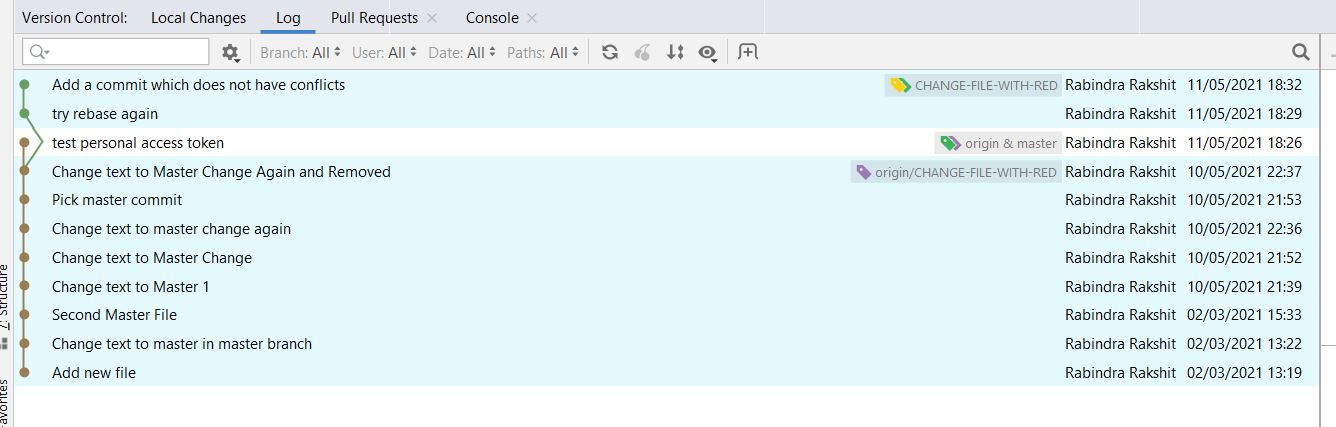 Version Control: Local Changes Log Pull Requests Console
Branch: All User: All Date: All Paths: All
Add a commit which does not have conflicts CHANGE-FILE-WITH-RED Rabindra Rakshit 11/05/2021 18:32
try rebase again Rabindra Rakshit 11/05/2021 18:29
test personal access token origin & master Rabindra Rakshit 11/05/2021 18:26
Change text to Master Change Again and Removed origin/CHANGE-FILE-WITH-RED Rabindra Rakshit 10/05/2021 22:37
Pick master commit Rabindra Rakshit 10/05/2021 21:53
Change text to master change again Rabindra Rakshit 10/05/2021 22:36
Change text to Master Change Rabindra Rakshit 10/05/2021 21:52
Change text to Master 1 Rabindra Rakshit 10/05/2021 21:39
Second Master File Rabindra Rakshit 02/03/2021 15:33
Change text to master in master branch Rabindra Rakshit 02/03/2021 13:22
Add new file Rabindra Rakshit 02/03/2021 13:19
Z: Structure
avorites